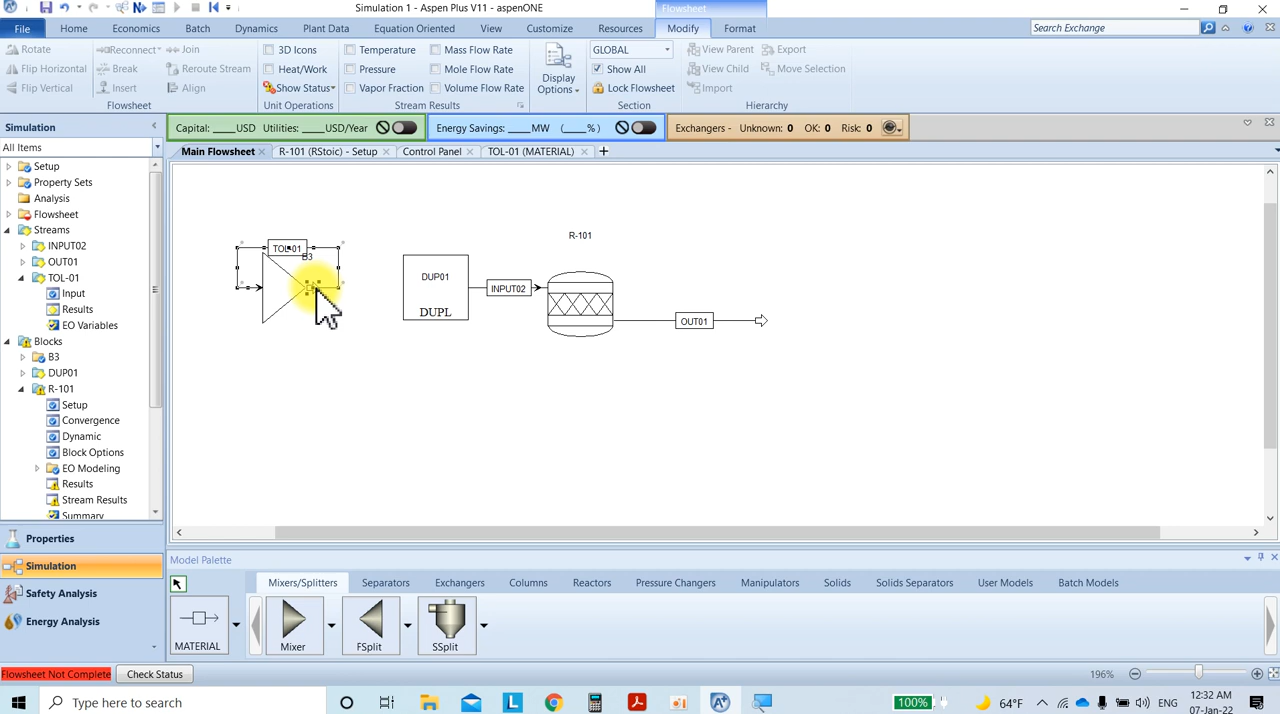 Simulation 1 - Aspen Plus V11 - aspenONE
Flowsheet
File Home Economics Batch Dynamics Plant Data Equation Oriented View Customize Resources Modify Format Search Exchange
Rotate Reconnect Join 3D Icons Temperature Mass Flow Rate GLOBAL View Parent Export
Flip Horizontal Break Reroute Stream Heat/Work Pressure Mole Flow Rate Display Options Show All View Child Move Selection
Flip Vertical Insert Align Show Status Vapor Fraction Volume Flow Rate Lock Flowsheet Import
Flowsheet Unit Operations Stream Results Section Hierarchy
Simulation Capital: ____USD Utilities: ____USD/Year Energy Savings: ____MW (____%) Exchangers - Unknown: 0 OK: 0 Risk: 0
All Items Main Flowsheet R-101 (RStoic) - Setup Control Panel TOL-01 (MATERIAL) +
Setup
Property Sets
Analysis
Flowsheet
Streams
INPUT02
OUT01
TOL-01
Input
Results
EO Variables
Blocks
B3
DUP01
R-101
Setup
Convergence
Dynamic
Block Options
EO Modeling
Results
Stream Results
Summary
R-101
TOL-01
B3
DUP01
DUPL
INPUT02
OUT01
Properties
Simulation
Safety Analysis
Energy Analysis
Model Palette
Mixers/Splitters Separators Exchangers Columns Reactors Pressure Changers Manipulators Solids Solids Separators User Models Batch Models
MATERIAL Mixer FSplit SSplit
Flowsheet Not Complete Check Status 196%
Type here to search 100% 64°F ENG 12:32 AM
07-Jan-22